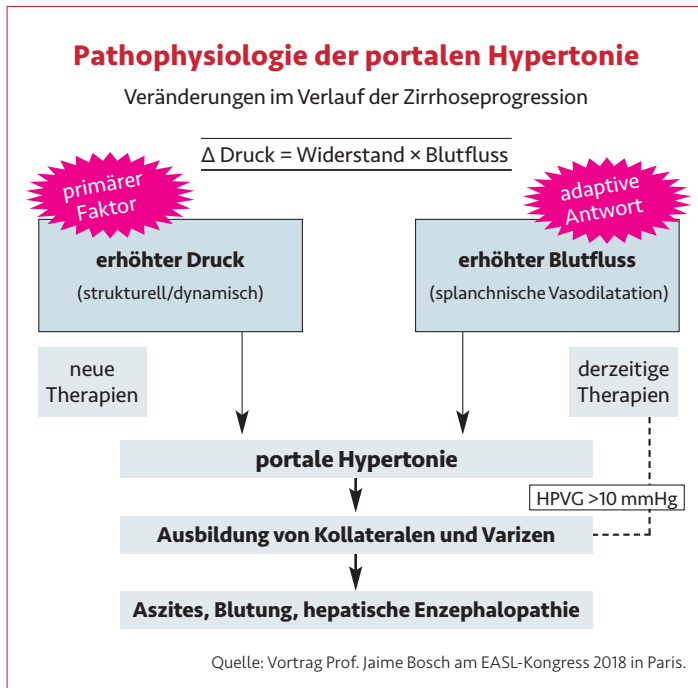 Pathophysiologie der portalen Hypertonie
Veränderungen im Verlauf der Zirrhoseprogression
Δ Druck = Widerstand × Blutfluss
primärer
Faktor
adaptive
Antwort
erhöhter Druck
(strukturell/dynamisch)
erhöhter Blutfluss
(splanchnische Vasodilatation)
neue
Therapien
derzeitige
Therapien
portale Hypertonie
HPVG >10 mmHg
Ausbildung von Kollateralen und Varizen
Aszites, Blutung, hepatische Enzephalopathie
Quelle: Vortrag Prof. Jaime Bosch am EASL-Kongress 2018 in Paris.